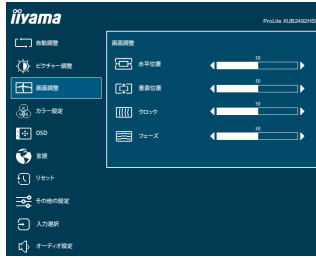 iiyama
ProLite XUB2492HS
自動調整
ピクチャー調整
画面調整
カラー設定
OSD
言語
リセット
その他の設定
入力選択
オーディオ設定
画面調整
水平位置
50
垂直位置
50
クロック
50
フェーズ
50